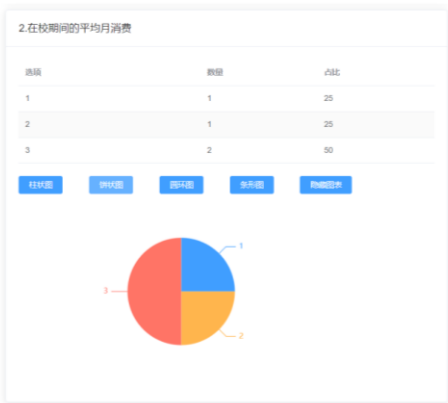 2.在校期间的平均月消费
选项 数量 占比
1 1 25
2 1 25
3 2 50
柱状图 饼状图 圆环图 条形图 隐藏图表
1
3
2